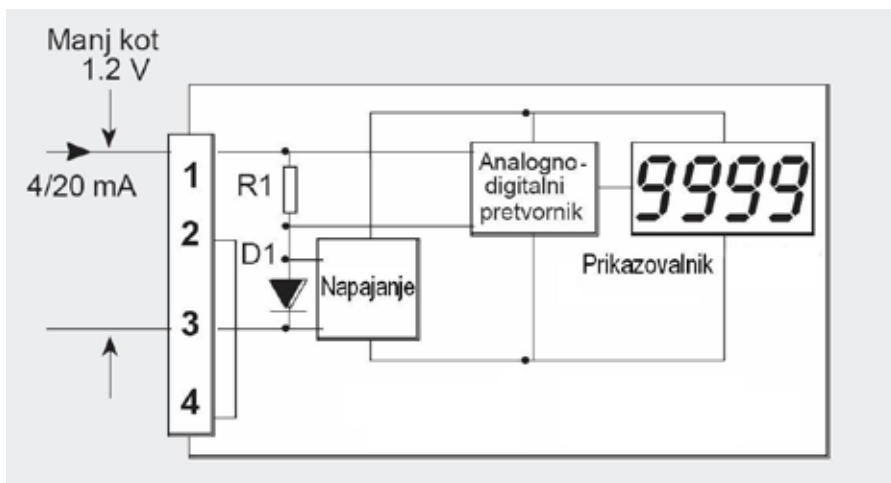 Manj kot
1.2 V
4/20 mA
1
2
3
4
R1
D1
Napajanje
Analogno-
digitalni
pretvornik
9999
Prikazovalnik